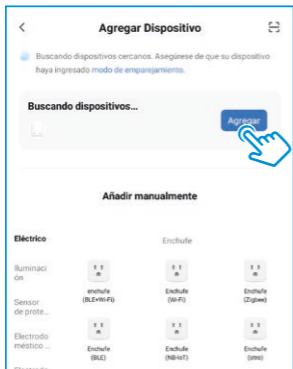 Agregar Dispositivo
Buscando dispositivos cercanos. Asegúrese de que su dispositivo
haya ingresado modo de emparejamiento.
Buscando dispositivos...
Agregar
Añadir manualmente
Eléctrico
Enchufe
Iluminaci
ón
enchufe
(BLE+Wi-Fi)
Enchufe
(Wi-Fi)
Enchufe
(Zigbee)
Sensor
de prote...
Electrodo
méstico ...
Enchufe
(BLE)
Enchufe
(NB-IoT)
Enchufe
(otro)